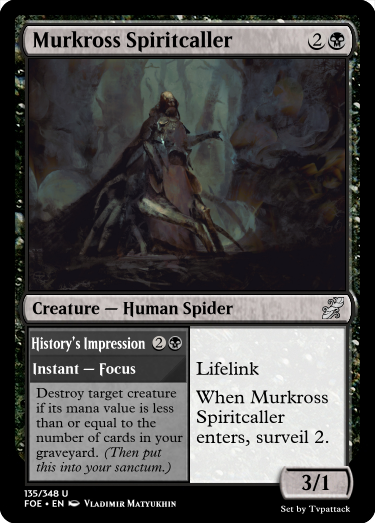 Murkross Spiritcaller 2
Creature — Human Spider
History's Impression 2
Instant — Focus
Destroy target creature
if its mana value is less
than or equal to the
number of cards in your
graveyard. (Then put
this into your sanctum.)
Lifelink
When Murkross
Spiritcaller
enters, surveil 2.
3/1
135/348 U
FOE • EN VLADIMIR MATYUKHIN
Set by Tvpattack